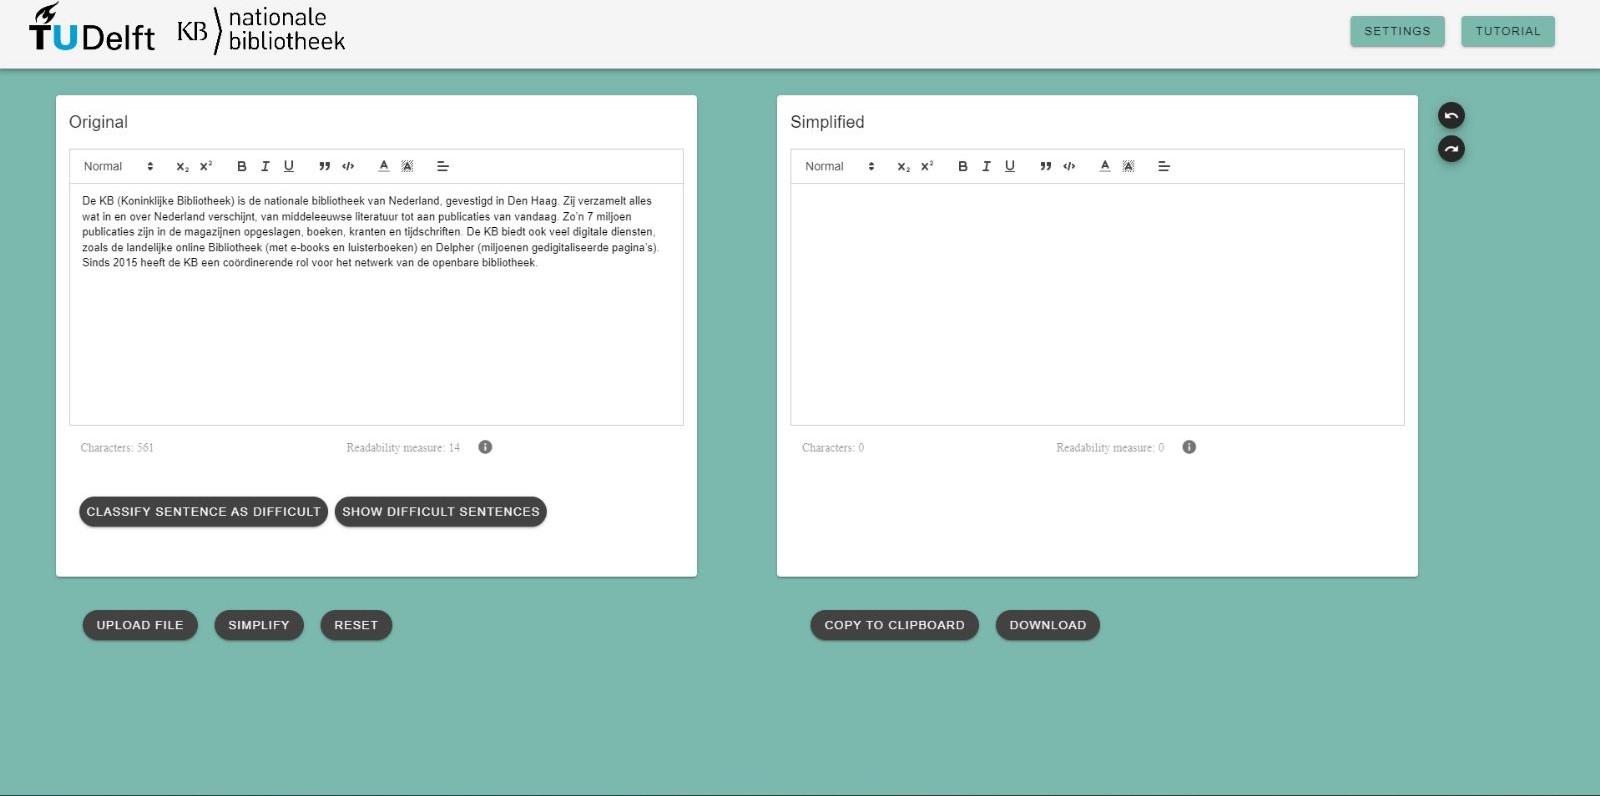 TUDelft
KB nationale
bibliotheek
SETTINGS
TUTORIAL
Original
Normal
De KB (Koninklijke Bibliotheek) is de nationale bibliotheek van Nederland, gevestigd in Den Haag. Zij verzamelt alles
wat in en over Nederland verschijnt, van middeleeuwse literatuur tot aan publicaties van vandaag. Zo'n 7 miljoen
publicaties zijn in de magazijnen opgeslagen, boeken, kranten en tijdschriften. De KB biedt ook veel digitale diensten,
zoals de landelijke online Bibliotheek (met e-books en luisterboeken) en Delpher (miljoenen gedigitaliseerde pagina's).
Sinds 2015 heeft de KB een coördinerende rol voor het netwerk van de openbare bibliotheek.
Characters: 561
Readability measure: 14
CLASSIFY SENTENCE AS DIFFICULT
SHOW DIFFICULT SENTENCES
UPLOAD FILE
SIMPLIFY
RESET
Simplified
Normal
Characters: 0
Readability measure: 0
COPY TO CLIPBOARD
DOWNLOAD